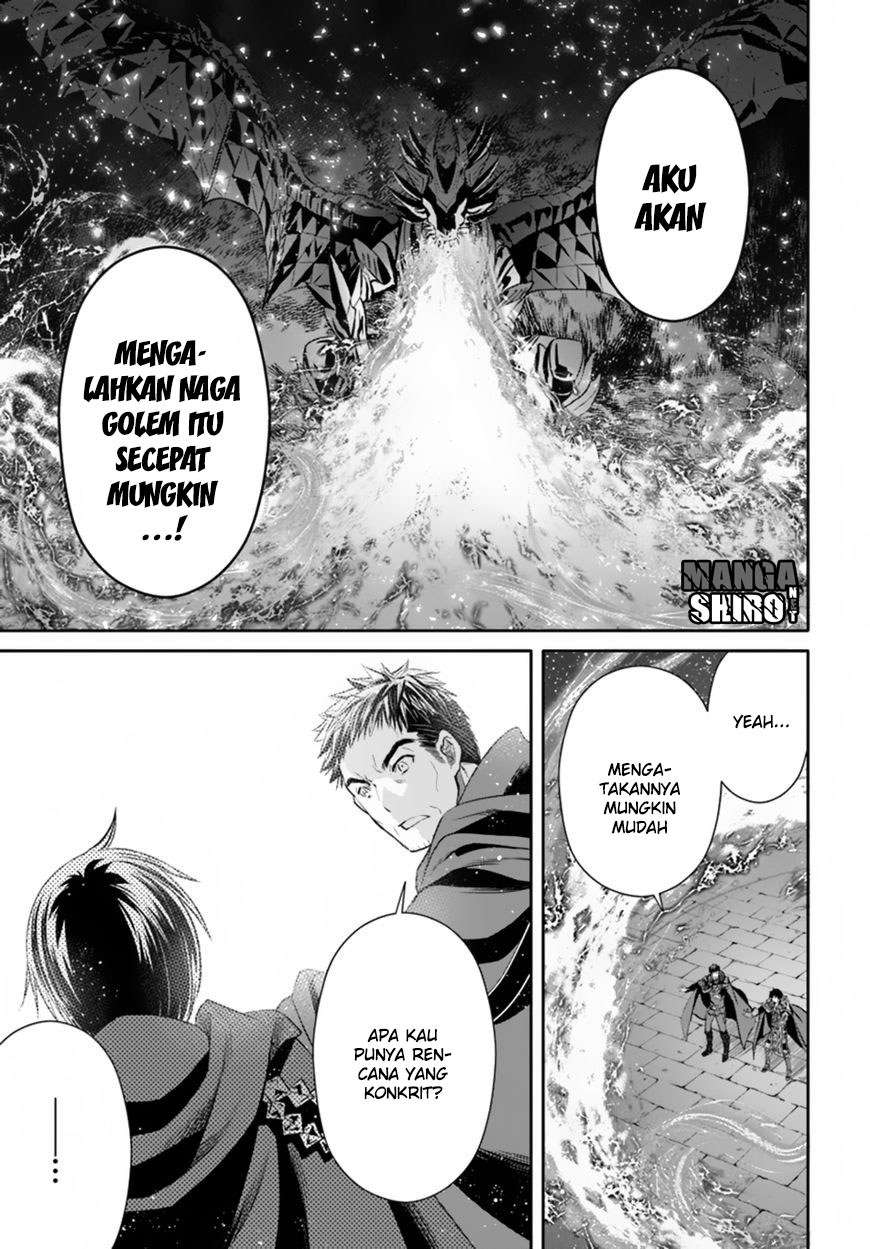 AKU
AKAN
MENGA-
LAHKAN NAGA
GOLEM ITU
SECEPAT
MUNGKIN
...!
MANGA
SHIRO
NET
YEAH...
MENGA-
TAKANNYA
MUNGKIN
MUDAH
APA KAU
PUNYA REN-
CANA YANG
KONKRIT?
—...